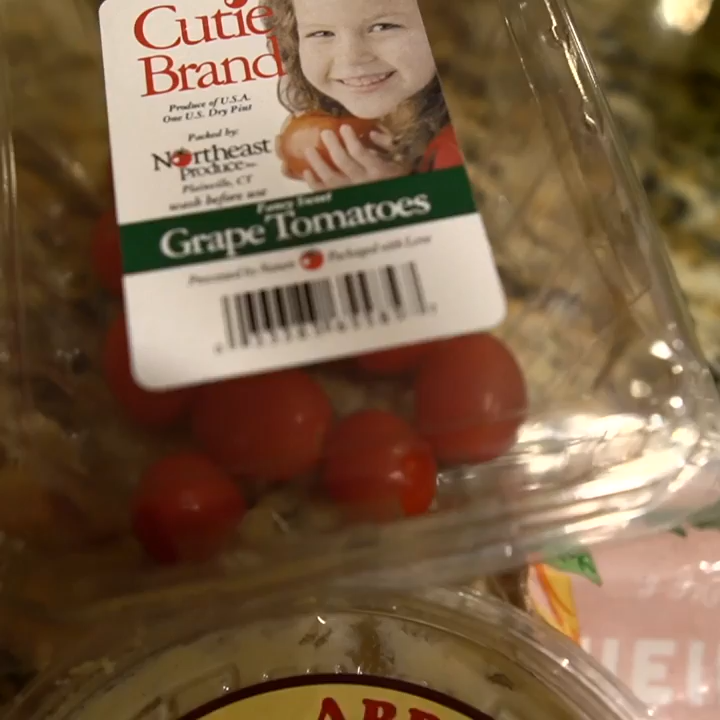 Cutie
Brand
Produce of U.S.A.
One U.S. Dry Pint
Packed by:
Northeast
Produce Inc.
Plainville, CT
wash before use
Fancy Sweet
Grape Tomatoes
Presented by Nature Packaged with Love